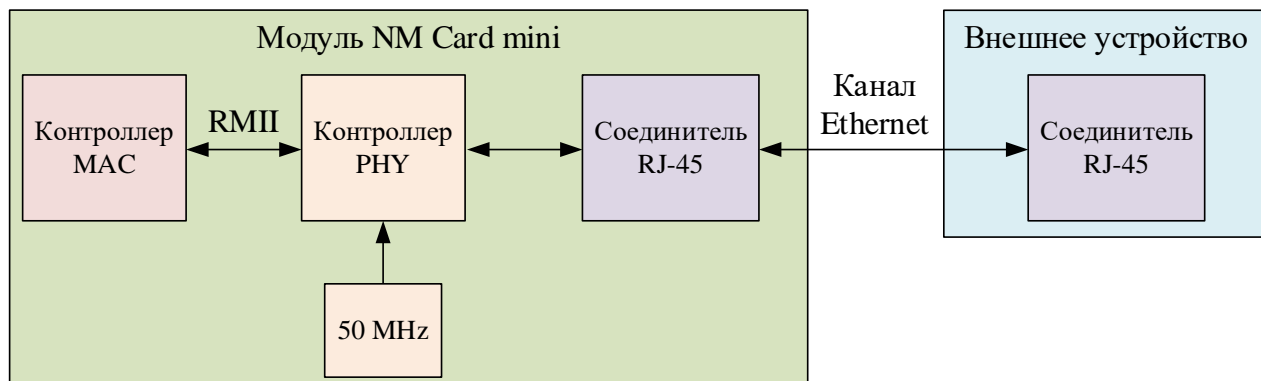 Модуль NM Card mini
Внешнее устройство
Контроллер
MAC
RMII
Контроллер
PHY
Соединитель
RJ-45
Канал
Ethernet
Соединитель
RJ-45
50 MHz